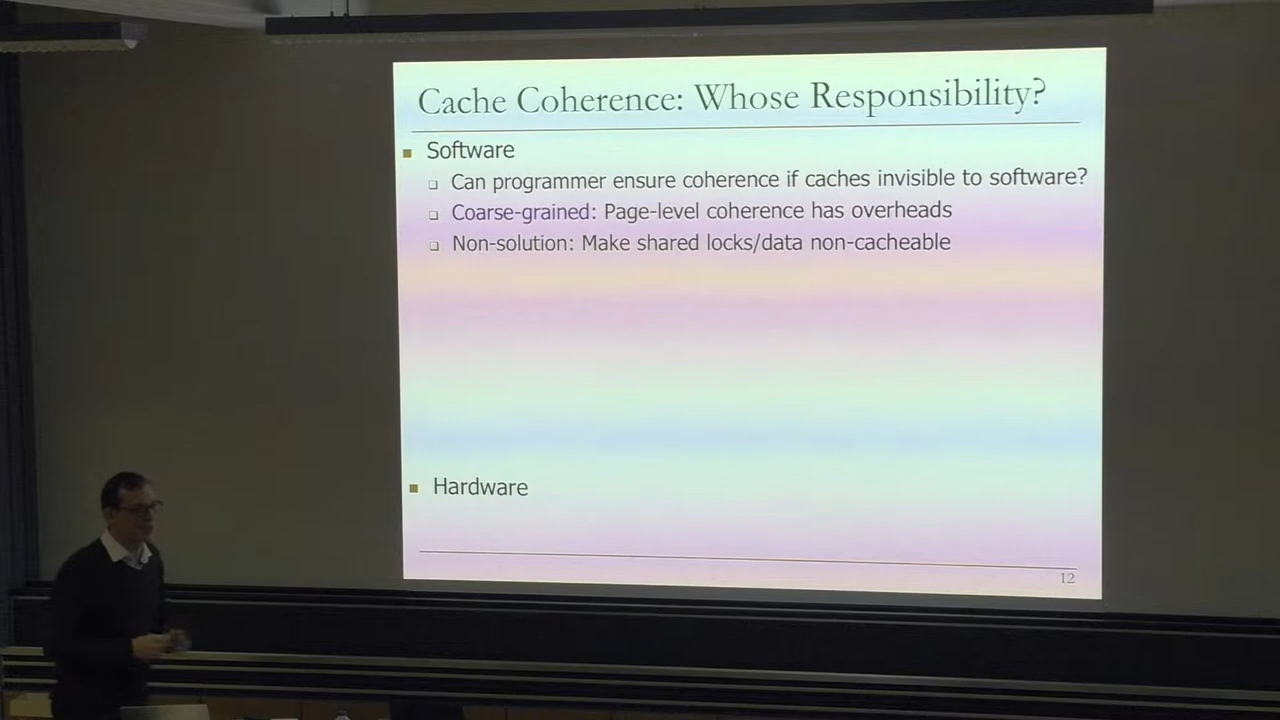 Cache Coherence: Whose Responsibility?
Software
Can programmer ensure coherence if caches invisible to software?
Coarse-grained: Page-level coherence has overheads
Non-solution: Make shared locks/data non-cacheable
Hardware
12